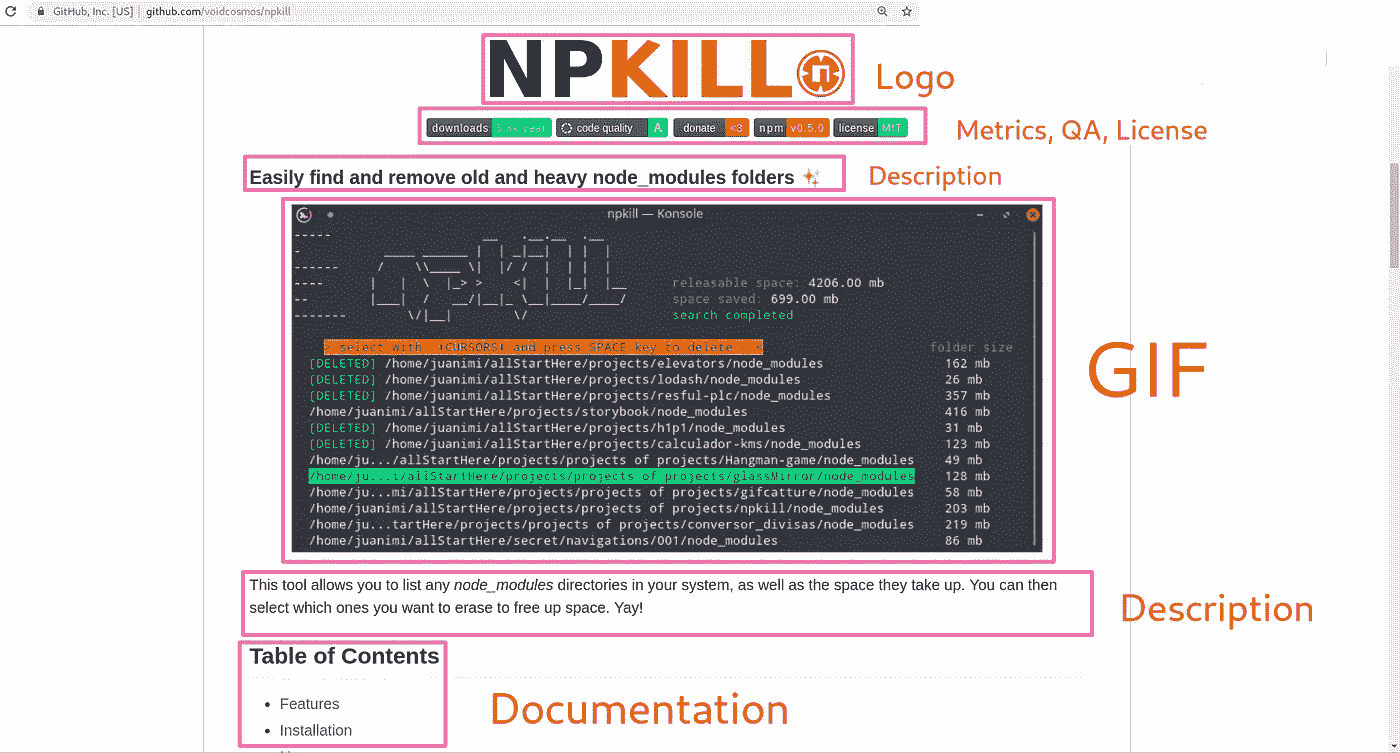 GitHub, Inc. [US] github.com/voidcosmos/npkill
NPKILL
Logo
downloads code quality A donate <3 npm v0.5.0 license MIT
Metrics, QA, License
Easily find and remove old and heavy node_modules folders
Description
npkill — Konsole
npkill
releasable space: 4206.00 mb
space saved: 699.00 mb
search completed
> select with ↑CURSORS↓ and press SPACE key to delete <
folder size
[DELETED] /home/juanimi/allStartHere/projects/elevators/node_modules 162 mb
[DELETED] /home/juanimi/allStartHere/projects/lodash/node_modules 26 mb
[DELETED] /home/juanimi/allStartHere/projects/resful-plc/node_modules 357 mb
/home/juanimi/allStartHere/projects/storybook/node_modules 416 mb
[DELETED] /home/juanimi/allStartHere/projects/h1p1/node_modules 31 mb
[DELETED] /home/juanimi/allStartHere/projects/calculador-kms/node_modules 123 mb
/home/ju.../allStartHere/projects/projects of projects/Hangman-game/node_modules 49 mb
/home/ju...i/allStartHere/projects/projects of projects/glassMirror/node_modules 128 mb
/home/ju...mi/allStartHere/projects/projects of projects/gifcatture/node_modules 58 mb
/home/juanimi/allStartHere/projects/projects of projects/npkill/node_modules 203 mb
/home/ju...tartHere/projects/projects of projects/conversor_divisas/node_modules 219 mb
/home/juanimi/allStartHere/secret/navigations/001/node_modules 86 mb
GIF
This tool allows you to list any node_modules directories in your system, as well as the space they take up. You can then
select which ones you want to erase to free up space. Yay!
Description
Table of Contents
Features
Installation
Documentation